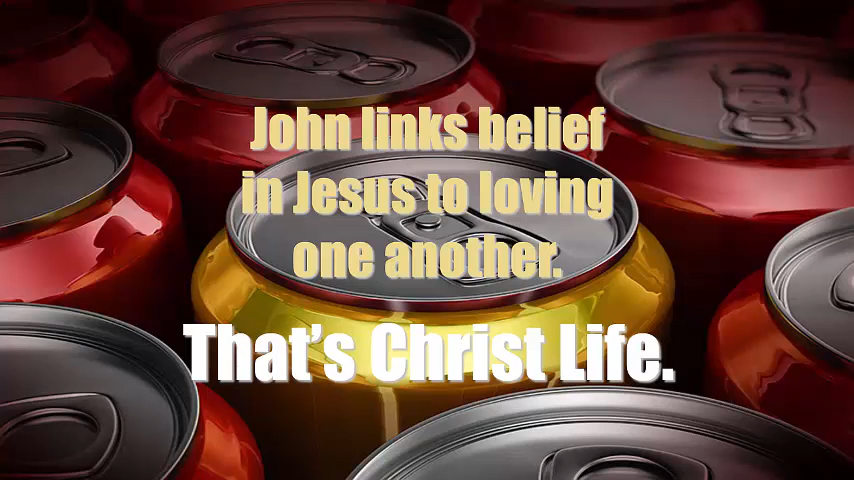 John links belief
in Jesus to loving
one another.
That’s Christ Life.